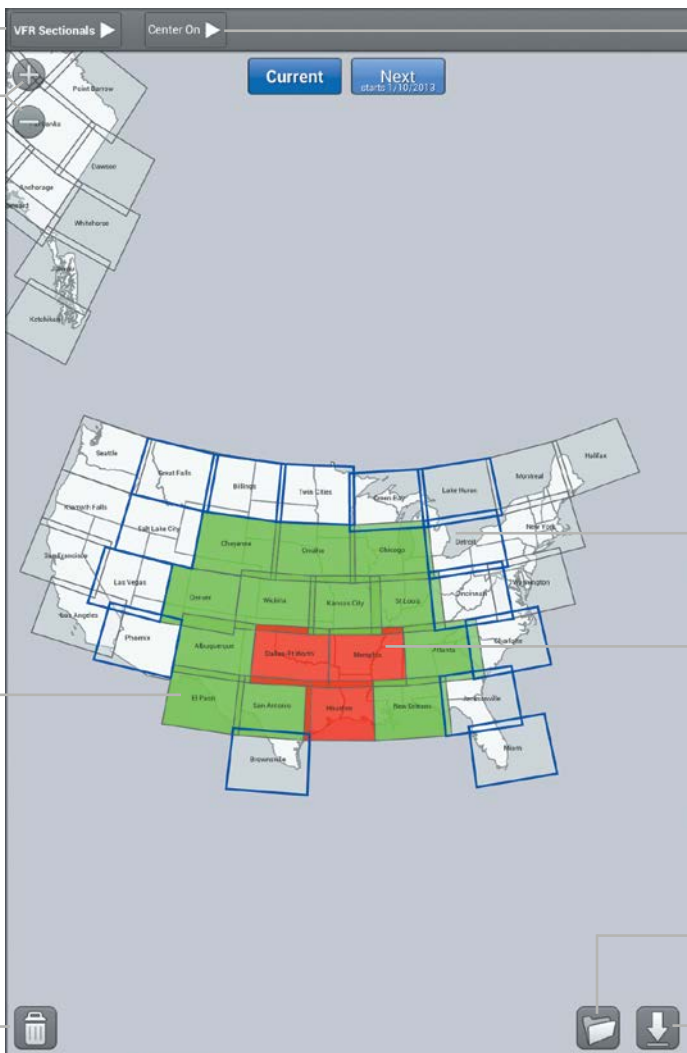 VFR Sectionals
Center On
Current
Next
starts 1/10/2013
Point Barrow
Dawson
Anchorage
Whitehorse
Ketchikan
Seattle
Great Falls
Billings
Twin Cities
Green Bay
Lake Huron
Montreal
Halifax
Klamath Falls
Salt Lake City
Cheyenne
Omaha
Chicago
Detroit
New York
San Francisco
Las Vegas
Denver
Wichita
Kansas City
St.Louis
Cincinnati
Washington
Los Angeles
Phoenix
Albuquerque
Dallas-Ft Worth
Memphis
Atlanta
Charlotte
El Paso
San Antonio
Houston
New Orleans
Jacksonville
Brownsville
Miami